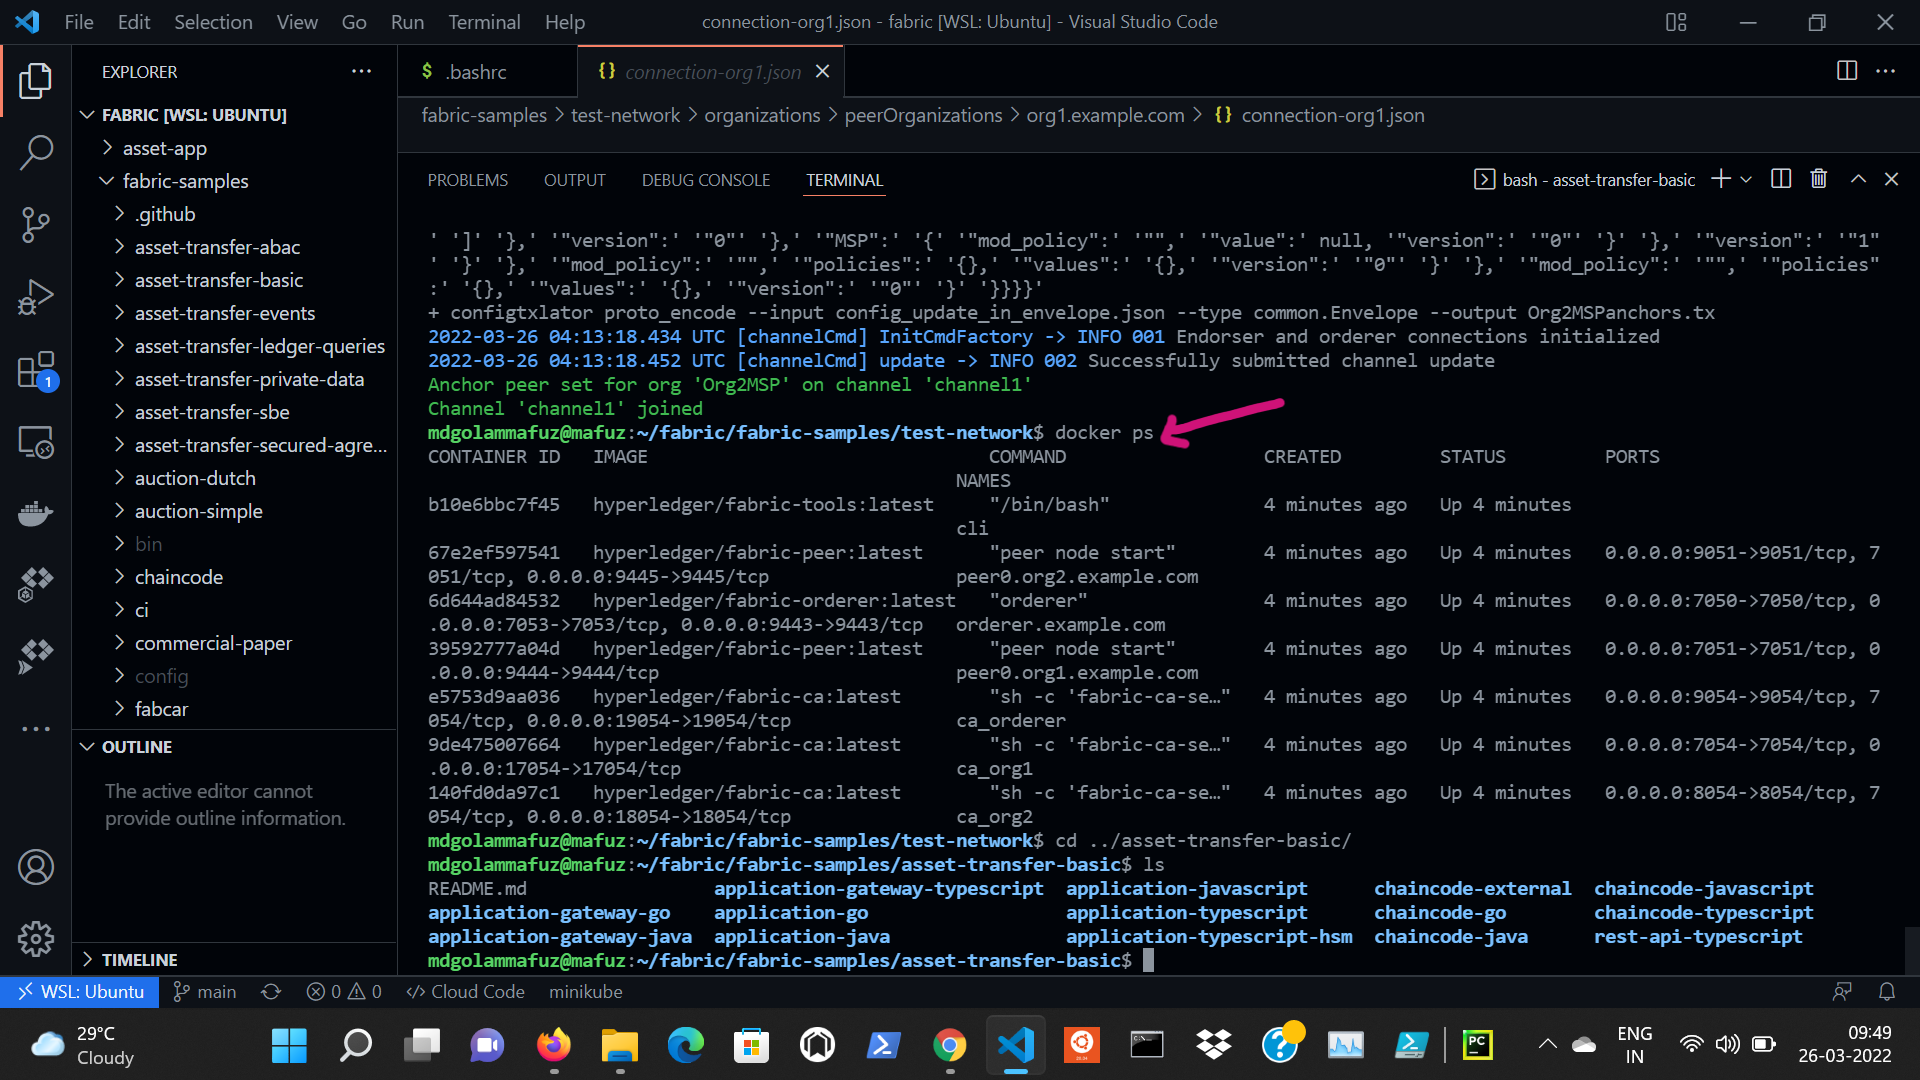 File Edit Selection View Go Run Terminal Help
connection-org1.json - fabric [WSL: Ubuntu] - Visual Studio Code
EXPLORER
FABRIC [WSL: UBUNTU]
asset-app
fabric-samples
.github
asset-transfer-abac
asset-transfer-basic
asset-transfer-events
asset-transfer-ledger-queries
asset-transfer-private-data
asset-transfer-sbe
asset-transfer-secured-agre...
auction-dutch
auction-simple
bin
chaincode
ci
commercial-paper
config
fabcar
OUTLINE
The active editor cannot
provide outline information.
TIMELINE
1
$ .bashrc
{} connection-org1.json
fabric-samples > test-network > organizations > peerOrganizations > org1.example.com > {} connection-org1.json
PROBLEMS OUTPUT DEBUG CONSOLE TERMINAL
bash - asset-transfer-basic
' ']' '},' '"version":' '"0"' '},' '"MSP":' '{' '"mod_policy":' '"",' '"value":' null, '"version":' '"0"' '}' '},' '"version":' '"1"
' '}' '},' '"mod_policy":' '"",' '"policies":' '{},' '"values":' '{},' '"version":' '"0"' '}' '},' '"mod_policy":' '"",' '"policies"
:' '{},' '"values":' '{},' '"version":' '"0"' '}' '}}}}'
+ configtxlator proto_encode --input config_update_in_envelope.json --type common.Envelope --output Org2MSPanchors.tx
2022-03-26 04:13:18.434 UTC [channelCmd] InitCmdFactory -> INFO 001 Endorser and orderer connections initialized
2022-03-26 04:13:18.452 UTC [channelCmd] update -> INFO 002 Successfully submitted channel update
Anchor peer set for org 'Org2MSP' on channel 'channel1'
Channel 'channel1' joined
mdgolammafuz@mafuz:~/fabric/fabric-samples/test-network$ docker ps
CONTAINER ID IMAGE COMMAND CREATED STATUS PORTS
NAMES
b10e6bbc7f45 hyperledger/fabric-tools:latest "/bin/bash" 4 minutes ago Up 4 minutes
cli
67e2ef597541 hyperledger/fabric-peer:latest "peer node start" 4 minutes ago Up 4 minutes 0.0.0.0:9051->9051/tcp, 7
051/tcp, 0.0.0.0:9445->9445/tcp peer0.org2.example.com
6d644ad84532 hyperledger/fabric-orderer:latest "orderer" 4 minutes ago Up 4 minutes 0.0.0.0:7050->7050/tcp, 0
.0.0.0:7053->7053/tcp, 0.0.0.0:9443->9443/tcp orderer.example.com
39592777a04d hyperledger/fabric-peer:latest "peer node start" 4 minutes ago Up 4 minutes 0.0.0.0:7051->7051/tcp, 0
.0.0.0:9444->9444/tcp peer0.org1.example.com
e5753d9aa036 hyperledger/fabric-ca:latest "sh -c 'fabric-ca-se…" 4 minutes ago Up 4 minutes 0.0.0.0:9054->9054/tcp, 7
054/tcp, 0.0.0.0:19054->19054/tcp ca_orderer
9de475007664 hyperledger/fabric-ca:latest "sh -c 'fabric-ca-se…" 4 minutes ago Up 4 minutes 0.0.0.0:7054->7054/tcp, 0
.0.0.0:17054->17054/tcp ca_org1
140fd0da97c1 hyperledger/fabric-ca:latest "sh -c 'fabric-ca-se…" 4 minutes ago Up 4 minutes 0.0.0.0:8054->8054/tcp, 7
054/tcp, 0.0.0.0:18054->18054/tcp ca_org2
mdgolammafuz@mafuz:~/fabric/fabric-samples/test-network$ cd ../asset-transfer-basic/
mdgolammafuz@mafuz:~/fabric/fabric-samples/asset-transfer-basic$ ls
README.md application-gateway-typescript application-javascript chaincode-external chaincode-javascript
application-gateway-go application-go application-typescript chaincode-go chaincode-typescript
application-gateway-java application-java application-typescript-hsm chaincode-java rest-api-typescript
mdgolammafuz@mafuz:~/fabric/fabric-samples/asset-transfer-basic$
WSL: Ubuntu main 0 0 Cloud Code minikube
29°C
Cloudy
PC
ENG
IN
09:49
26-03-2022